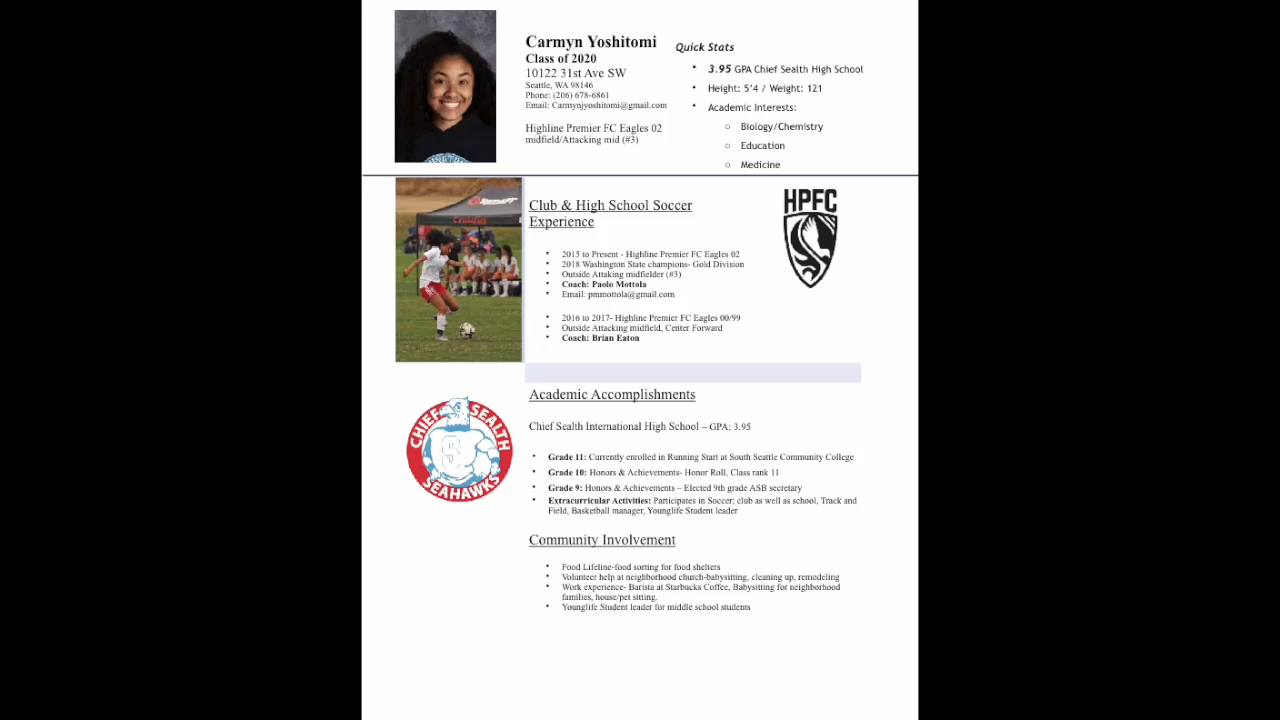 Carmyn Yoshitomi
Class of 2020
10122 31st Ave SW
Seattle, WA 98146
Phone: (206) 678-6861
Email: Carmynjyoshitomi@gmail.com
Highline Premier FC Eagles 02
midfield/Attacking mid (#3)
Quick Stats
• 3.95 GPA Chief Sealth High School
• Height: 5'4 / Weight: 121
• Academic Interests:
○ Biology/Chemistry
○ Education
○ Medicine
Club & High School Soccer
Experience
• 2015 to Present - Highline Premier FC Eagles 02
• 2018 Washington State champions- Gold Division
• Outside Attaking midfielder (#3)
• Coach: Paolo Mottola
• Email: pmmottola@gmail.com
• 2016 to 2017- Highline Premier FC Eagles 00/99
• Outside Attacking midfield, Center Forward
• Coach: Brian Eaton
HPFC
Academic Accomplishments
Chief Sealth International High School – GPA: 3.95
• Grade 11: Currently enrolled in Running Start at South Seattle Community College
• Grade 10: Honors & Achievements- Honor Roll, Class rank 11
• Grade 9: Honors & Achievements – Elected 9th grade ASB secretary
• Extracurricular Activities: Participates in Soccer; club as well as school, Track and
Field, Basketball manager, Younglife Student leader
CHIEF SEALTH
S
SEAHAWKS
Community Involvement
• Food Lifeline-food sorting for food shelters
• Volunteer help at neighborhood church-babysitting, cleaning up, remodeling
• Work experience- Barista at Starbucks Coffee, Babysitting for neighborhood
families, house/pet sitting.
• Younglife Student leader for middle school students